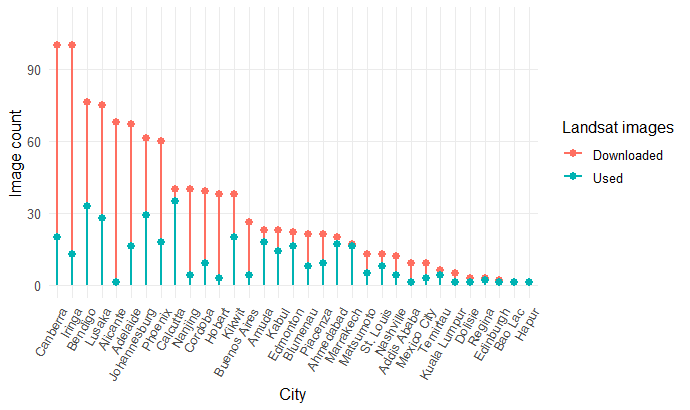 Image count
90
60
30
0
Canberra
Iringa
Bendigo
Lusaka
Alicante
Adelaide
Johannesburg
Phoenix
Calcutta
Nanjing
Cordoba
Hobart
Kikwit
Buenos Aires
Amuda
Kabul
Edmonton
Blumenau
Piacenza
Ahmedabad
Marrakech
Matsumoto
St. Louis
Nashville
Addis Ababa
Mexico City
Temirtau
Kuala Lumpur
Dolisie
Regina
Edinburgh
Bao Lac
Hapur
City
Landsat images
Downloaded
Used